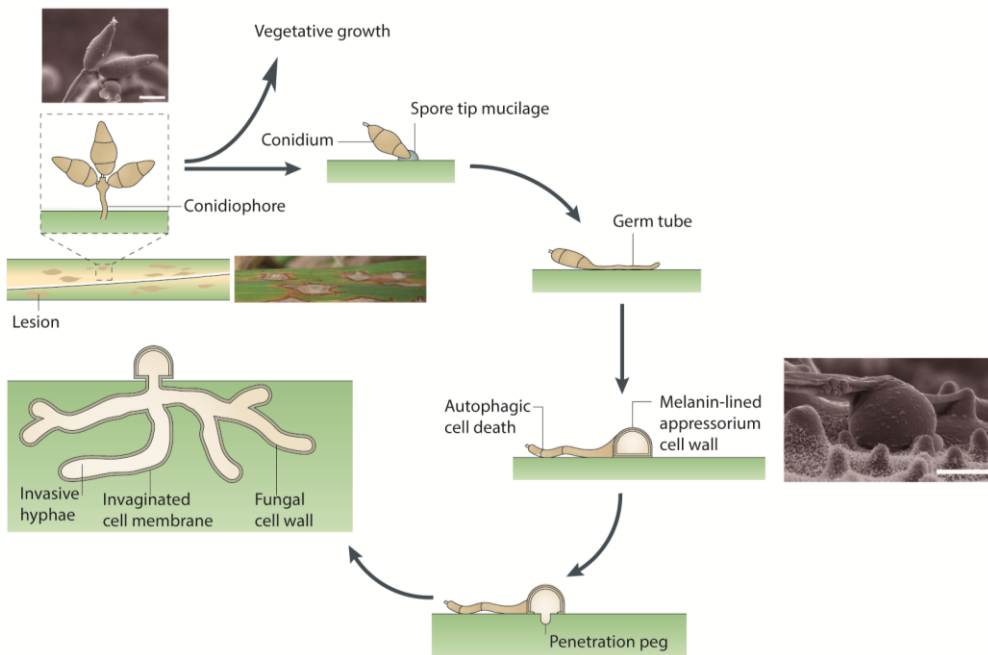 Vegetative growth
Spore tip mucilage
Conidium
Conidiophore
Germ tube
Lesion
Autophagic
cell death
Melanin-lined
appressorium
cell wall
Invasive
hyphae
Invaginated
cell membrane
Fungal
cell wall
Penetration peg